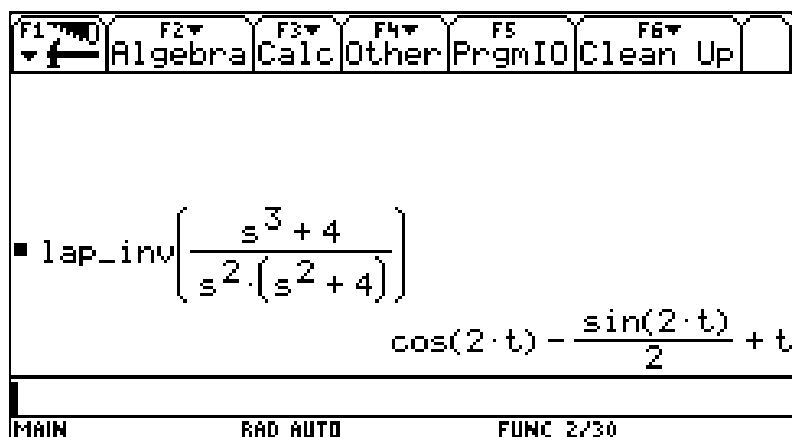 F1 F2 Algebra F3 Calc F4 Other F5 PrgmIO F6 Clean Up
▪ lap_inv( (s^3 + 4) / (s^2·(s^2 + 4)) )
cos(2·t) - sin(2·t)/2 + t
MAIN RAD AUTO FUNC 2/30